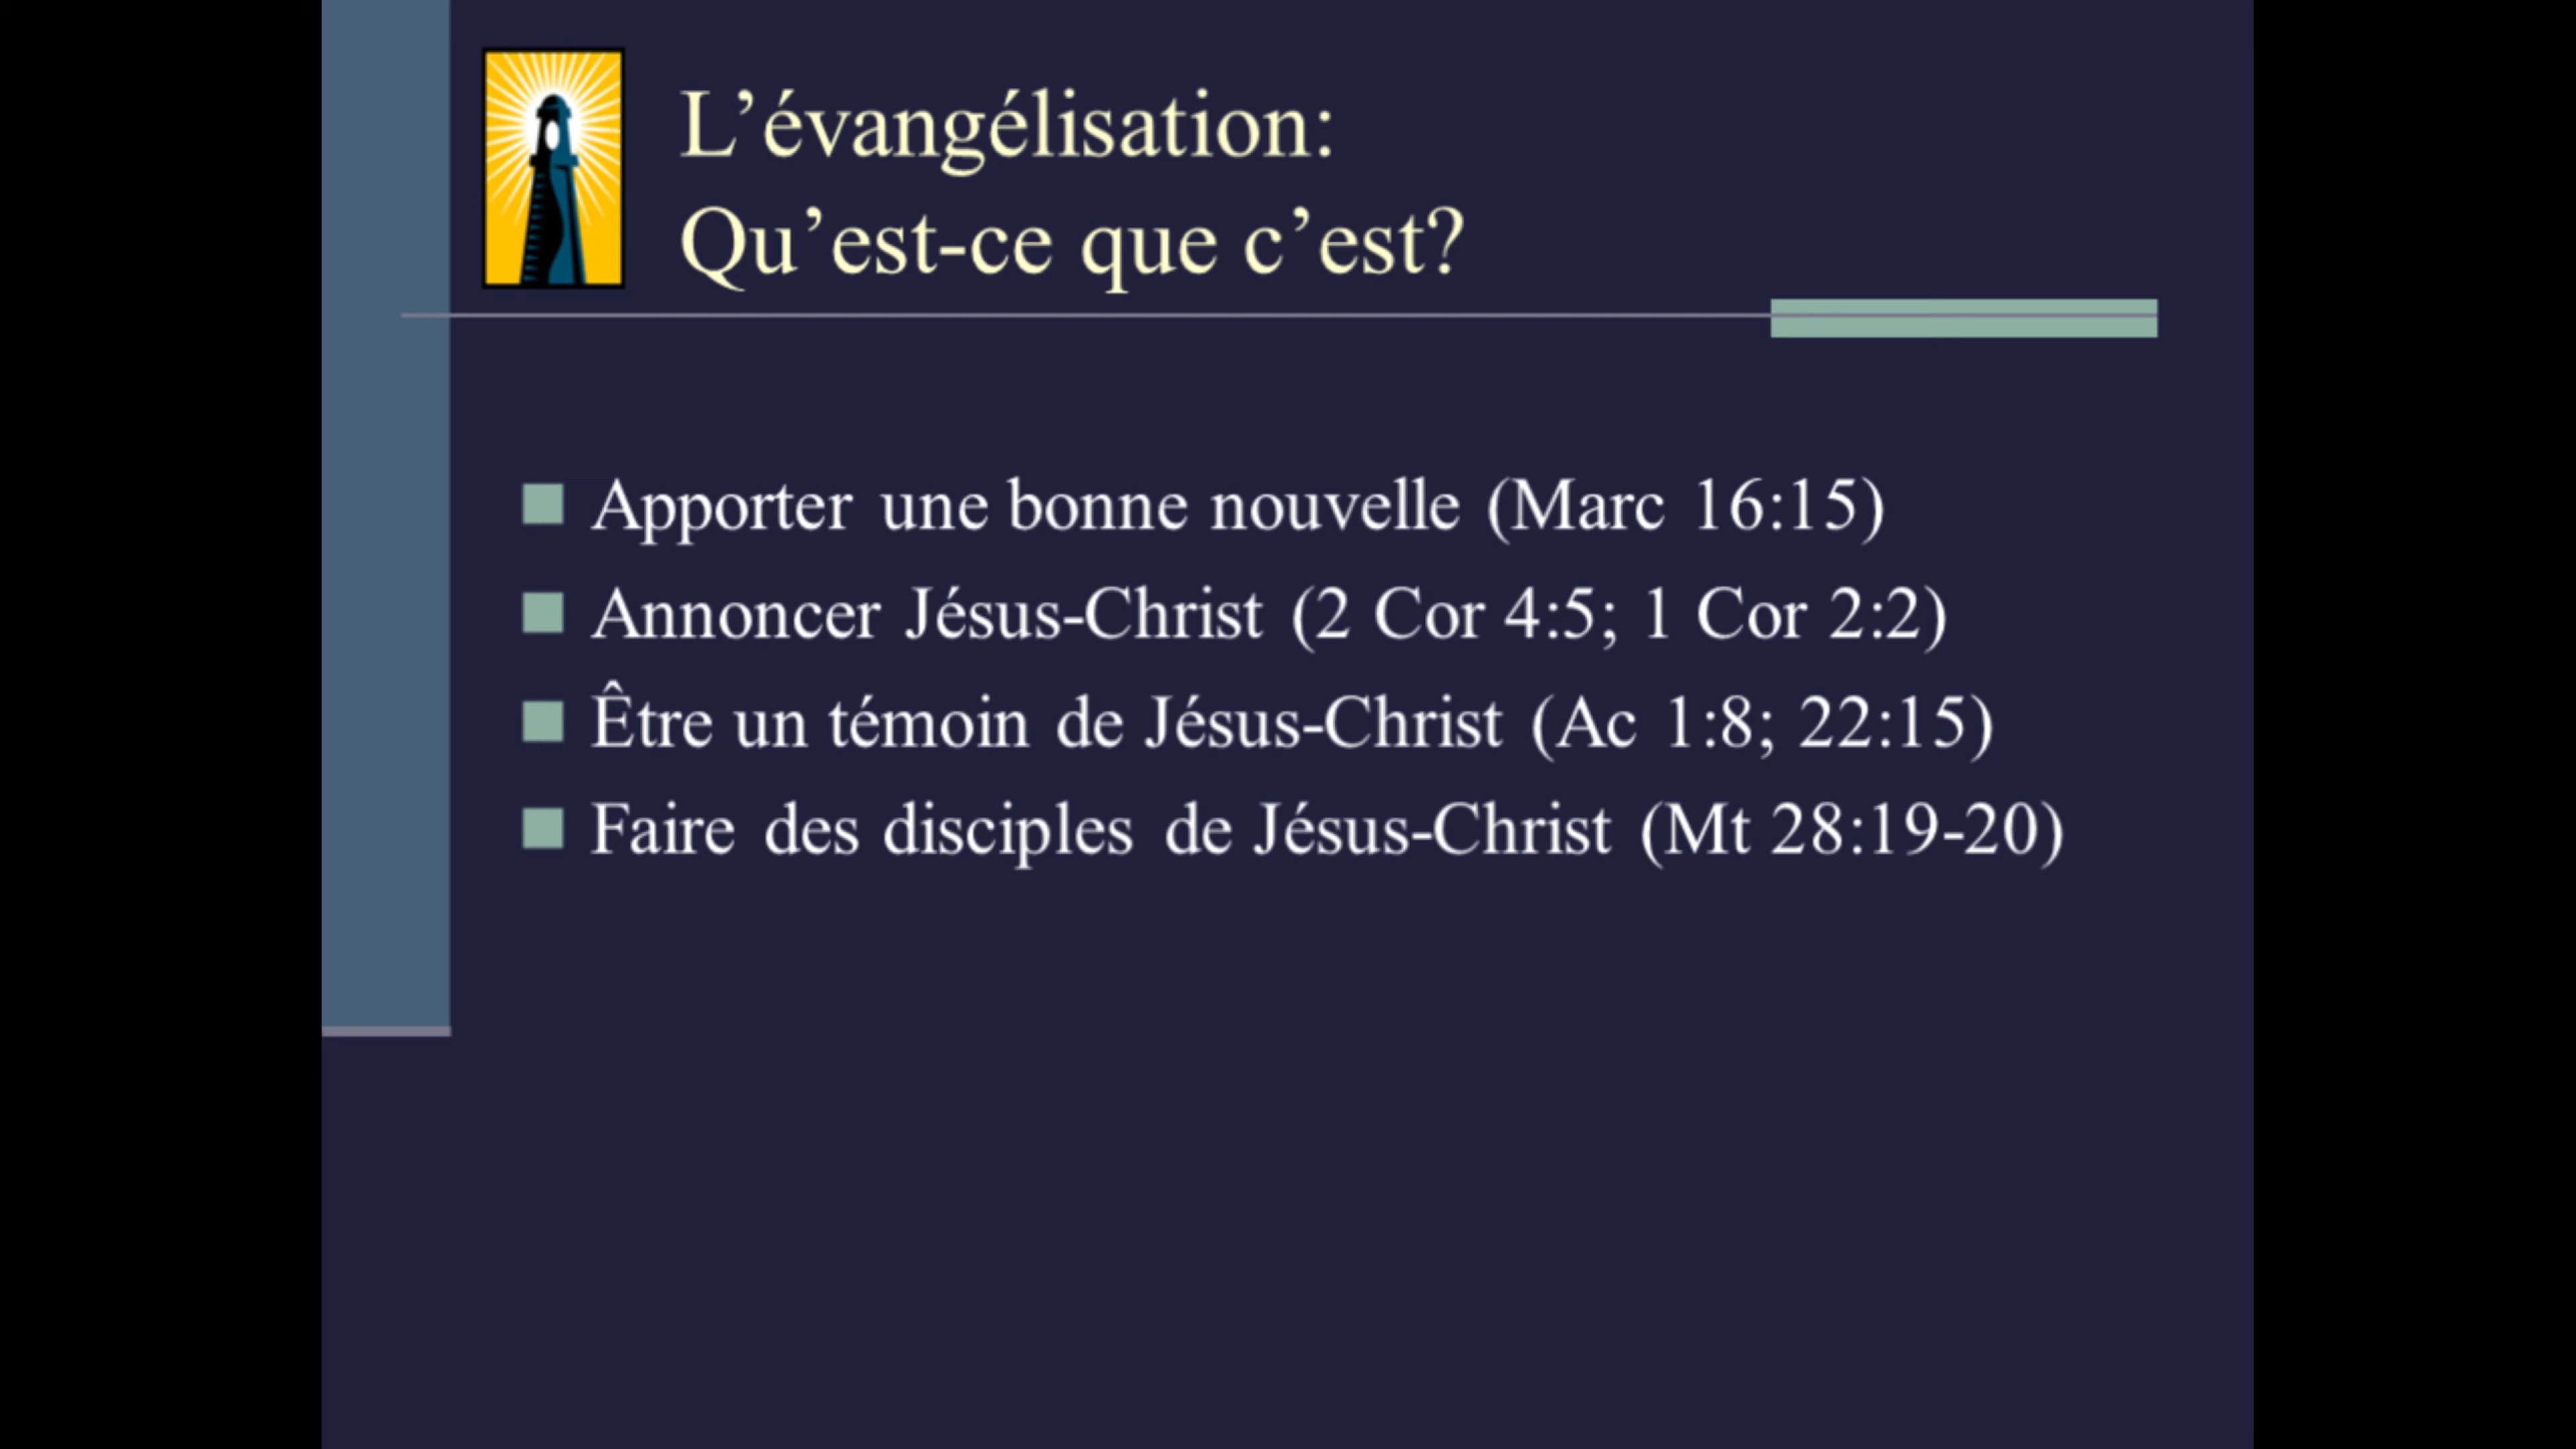 L’évangélisation:
Qu’est-ce que c’est?
Apporter une bonne nouvelle (Marc 16:15)
Annoncer Jésus-Christ (2 Cor 4:5; 1 Cor 2:2)
Être un témoin de Jésus-Christ (Ac 1:8; 22:15)
Faire des disciples de Jésus-Christ (Mt 28:19-20)